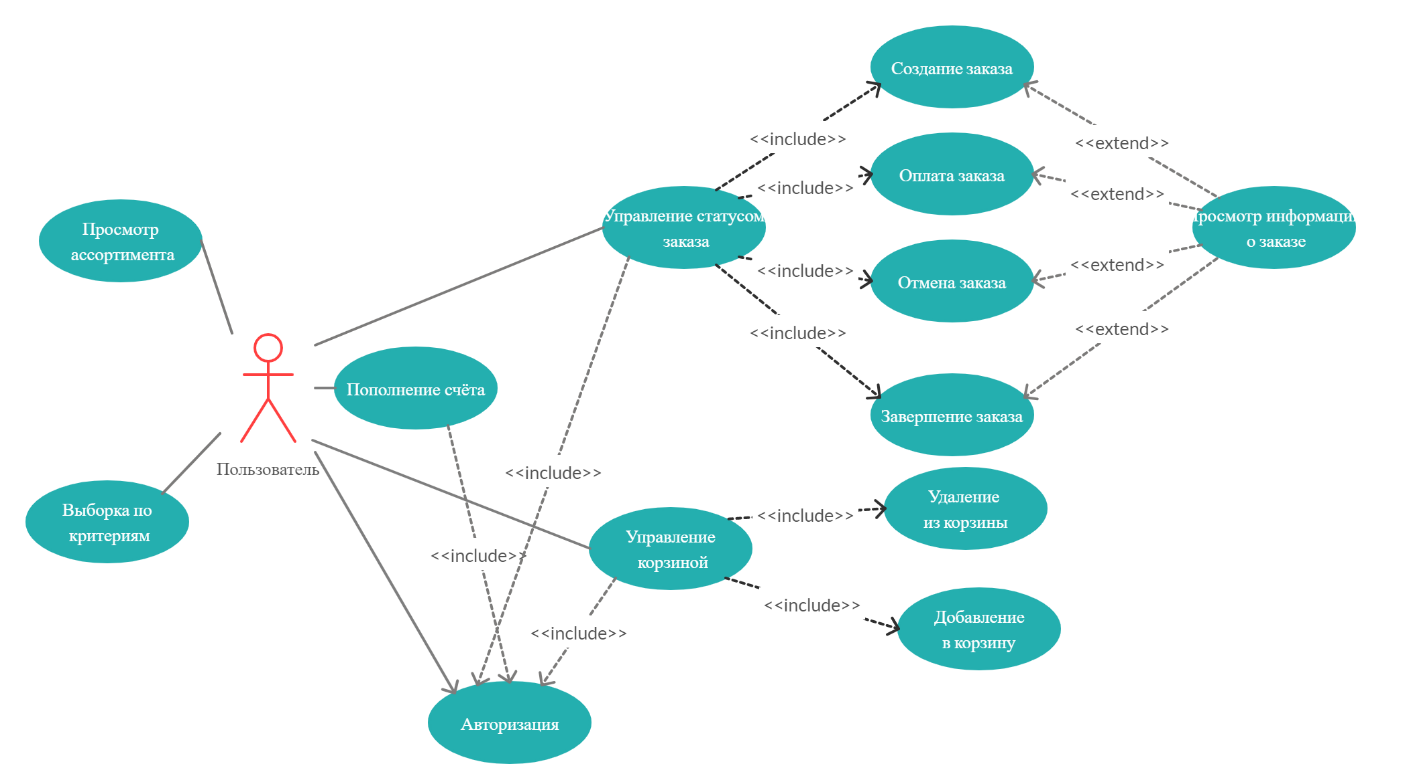 Создание заказа
<<include>>
<<extend>>
Оплата заказа
<<include>>
<<extend>>
Управление статусом
заказа
Просмотр информации
о заказе
Просмотр
ассортимента
<<include>>
<<extend>>
Отмена заказа
<<include>>
<<extend>>
Завершение заказа
Пополнение счёта
Пользователь
<<include>>
Удаление
из корзины
<<include>>
Выборка по
критериям
Управление
корзиной
<<include>>
<<include>>
Добавление
в корзину
<<include>>
Авторизация